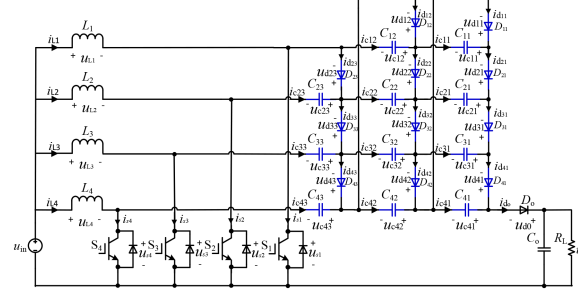 u_d12 i_d12 D_12 u_d11 i_d11 D_11
i_L1 L_1 + u_L1 - i_c12 C_12 - u_c12 + i_c11 C_11 - u_c11 +
i_d23 u_d23 D_23 i_d22 u_d22 D_22 i_d21 u_d21 D_21
i_L2 L_2 + u_L2 - i_c23 C_23 - u_c23 + i_c22 C_22 - u_c22 + i_c21 C_21 - u_c21 +
i_d33 u_d33 D_33 i_d32 u_d32 D_32 i_d31 u_d31 D_31
i_L3 L_3 + u_L3 - i_c33 C_33 - u_c33 + i_c32 C_32 - u_c32 + i_c31 C_31 - u_c31 +
i_d43 u_d43 D_43 i_d42 u_d42 D_42 i_d41 u_d41 D_41
i_L4 L_4 + u_L4 - i_c43 C_43 - u_c43 + i_c42 C_42 - u_c42 + i_c41 C_41 - u_c41 + i_do D_o + u_d0 -
i_s4 i_s3 i_s2 i_s1
u_in S_4 + u_s4 - S_3 + u_s3 - S_2 + u_s2 - S_1 + u_s1 - C_o R_L